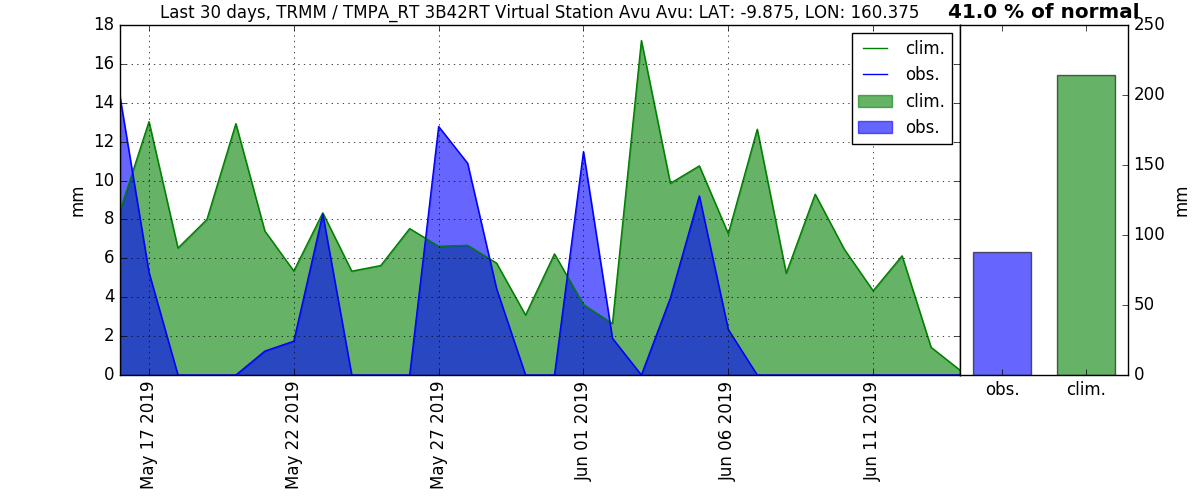 Last 30 days, TRMM / TMPA_RT 3B42RT Virtual Station Avu Avu: LAT: -9.875, LON: 160.375
41.0 % of normal
18
16
14
12
10
8
6
4
2
0
mm
clim.
obs.
clim.
obs.
May 17 2019
May 22 2019
May 27 2019
Jun 01 2019
Jun 06 2019
Jun 11 2019
250
200
150
100
50
0
mm
obs.
clim.